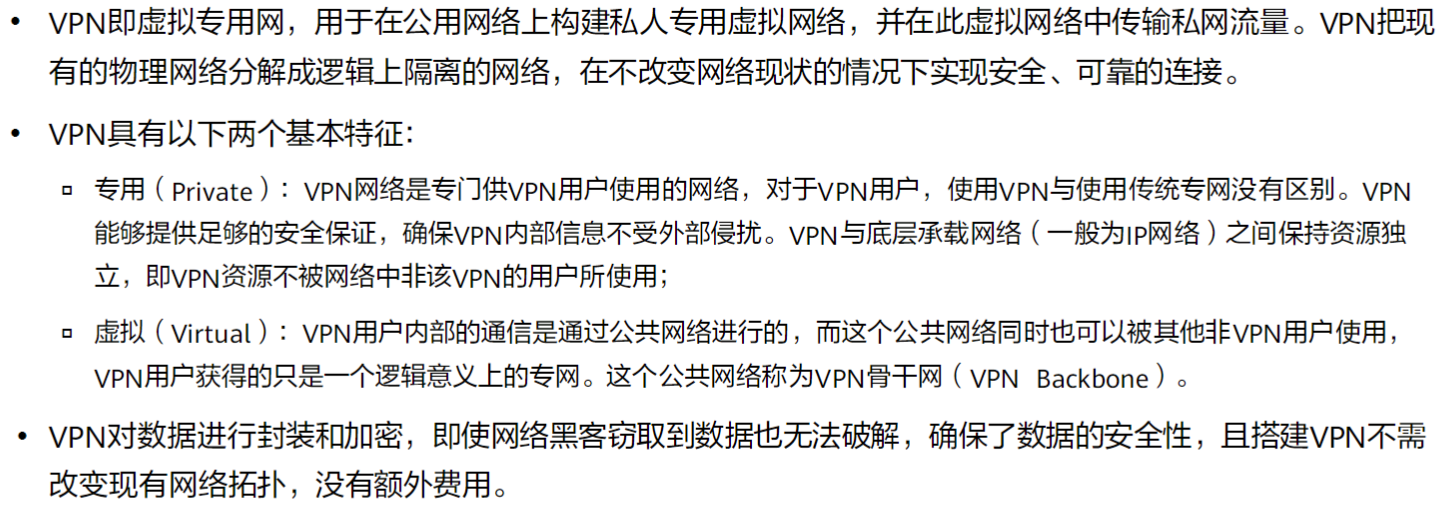 • VPN即虚拟专用网，用于在公用网络上构建私人专用虚拟网络，并在此虚拟网络中传输私网流量。VPN把现
有的物理网络分解成逻辑上隔离的网络，在不改变网络现状的情况下实现安全、可靠的连接。
• VPN具有以下两个基本特征：
▫ 专用（Private）：VPN网络是专门供VPN用户使用的网络，对于VPN用户，使用VPN与使用传统专网没有区别。VPN
能够提供足够的安全保证，确保VPN内部信息不受外部侵扰。VPN与底层承载网络（一般为IP网络）之间保持资源独
立，即VPN资源不被网络中非该VPN的用户所使用；
▫ 虚拟（Virtual）：VPN用户内部的通信是通过公共网络进行的，而这个公共网络同时也可以被其他非VPN用户使用，
VPN用户获得的只是一个逻辑意义上的专网。这个公共网络称为VPN骨干网（VPN Backbone）。
• VPN对数据进行封装和加密，即使网络黑客窃取到数据也无法破解，确保了数据的安全性，且搭建VPN不需
改变现有网络拓扑，没有额外费用。